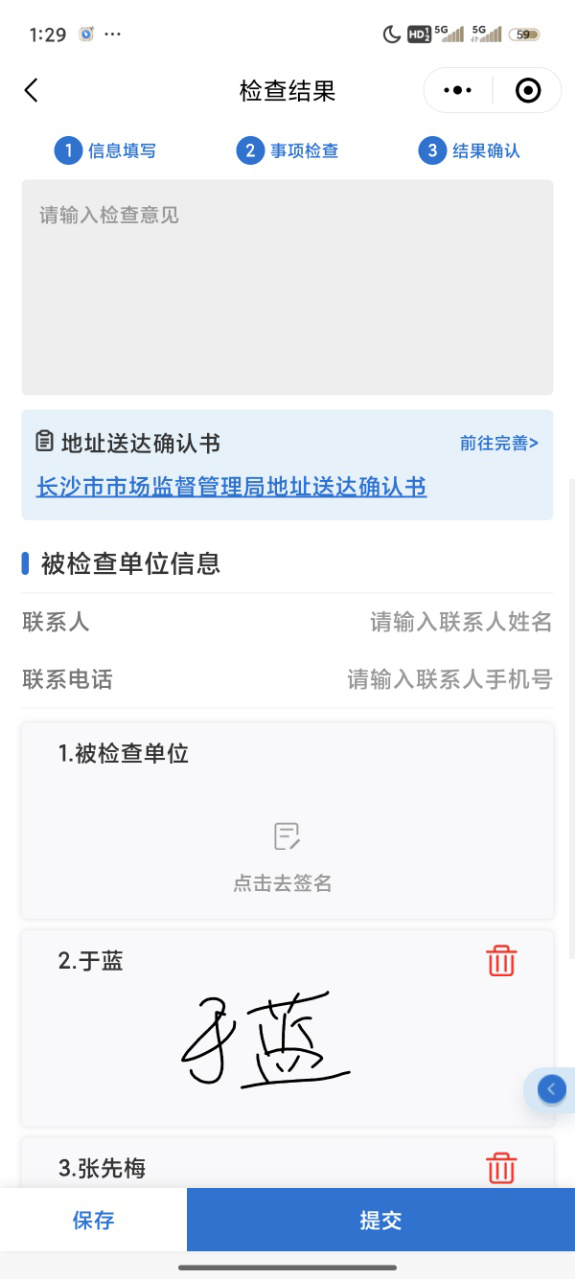 1:29 ··· HD 1 2 5G 5G 59
检查结果
1 信息填写 2 事项检查 3 结果确认
请输入检查意见
地址送达确认书 前往完善>
长沙市市场监督管理局地址送达确认书
被检查单位信息
联系人 请输入联系人姓名
联系电话 请输入联系人手机号
1.被检查单位
点击去签名
2.于蓝
于蓝
3.张先梅
保存 提交